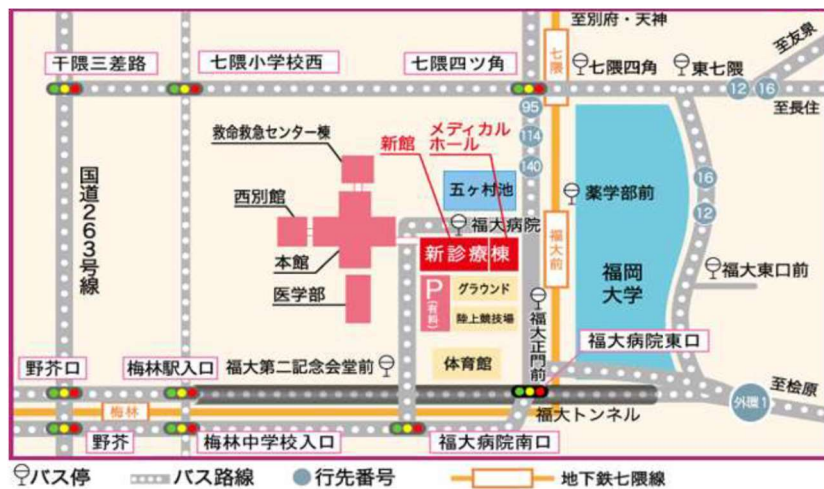 至別府・天神
至友泉
干隈三差路
七隈小学校西
七隈四ツ角
七隈
七隈四角
東七隈
12
16
至長住
95
114
140
救命救急センター棟
新館
メディカル
ホール
国道263号線
西別館
五ヶ村池
薬学部前
16
12
福大病院
本館
新診療棟
福大前
福岡
大学
福大東口前
医学部
P
(有料)
グラウンド
陸上競技場
福大正門前
福大病院東口
野芥口
梅林駅入口
福大第二記念会堂前
体育館
至桧原
外環1
梅林
福大トンネル
野芥
梅林中学校入口
福大病院南口
バス停
バス路線
行先番号
地下鉄七隈線